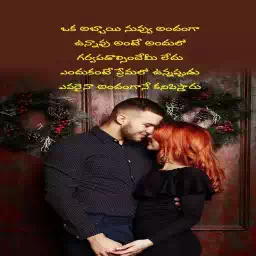 ఒక అబ్బాయి నువ్వు అందంగా
ఉన్నావు అంటే అందులో
గర్వపడాల్సిందేమీ లేదు
ఎందుకంటే ప్రేమలో ఉన్నప్పుడు
ఎవరైనా అందంగానే కనిపిస్తారు